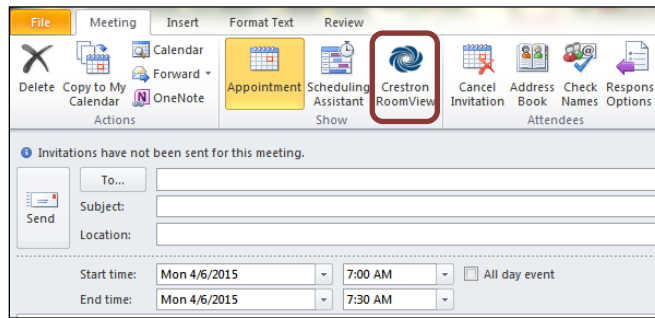 File Meeting Insert Format Text Review
Delete
Copy to My Calendar
Calendar
Forward
OneNote
Actions
Appointment
Scheduling Assistant
Crestron RoomView
Show
Cancel Invitation
Address Book
Check Names
Respons Options
Attendees
Invitations have not been sent for this meeting.
Send
To...
Subject:
Location:
Start time: Mon 4/6/2015 7:00 AM All day event
End time: Mon 4/6/2015 7:30 AM